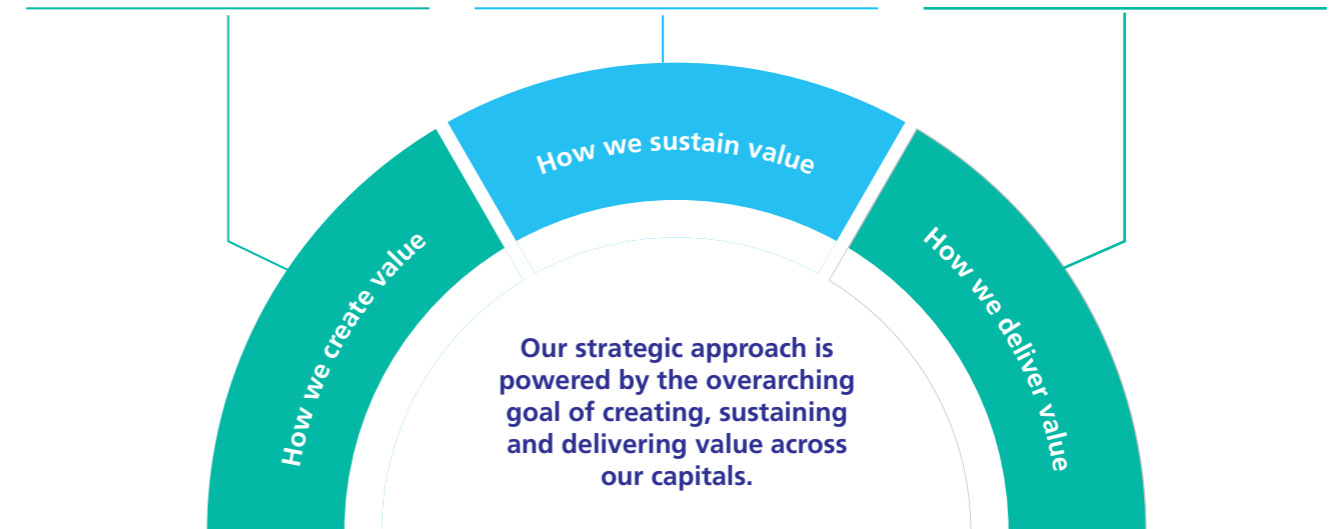 How we create value
How we sustain value
How we deliver value
Our strategic approach is
powered by the overarching
goal of creating, sustaining
and delivering value across
our capitals.